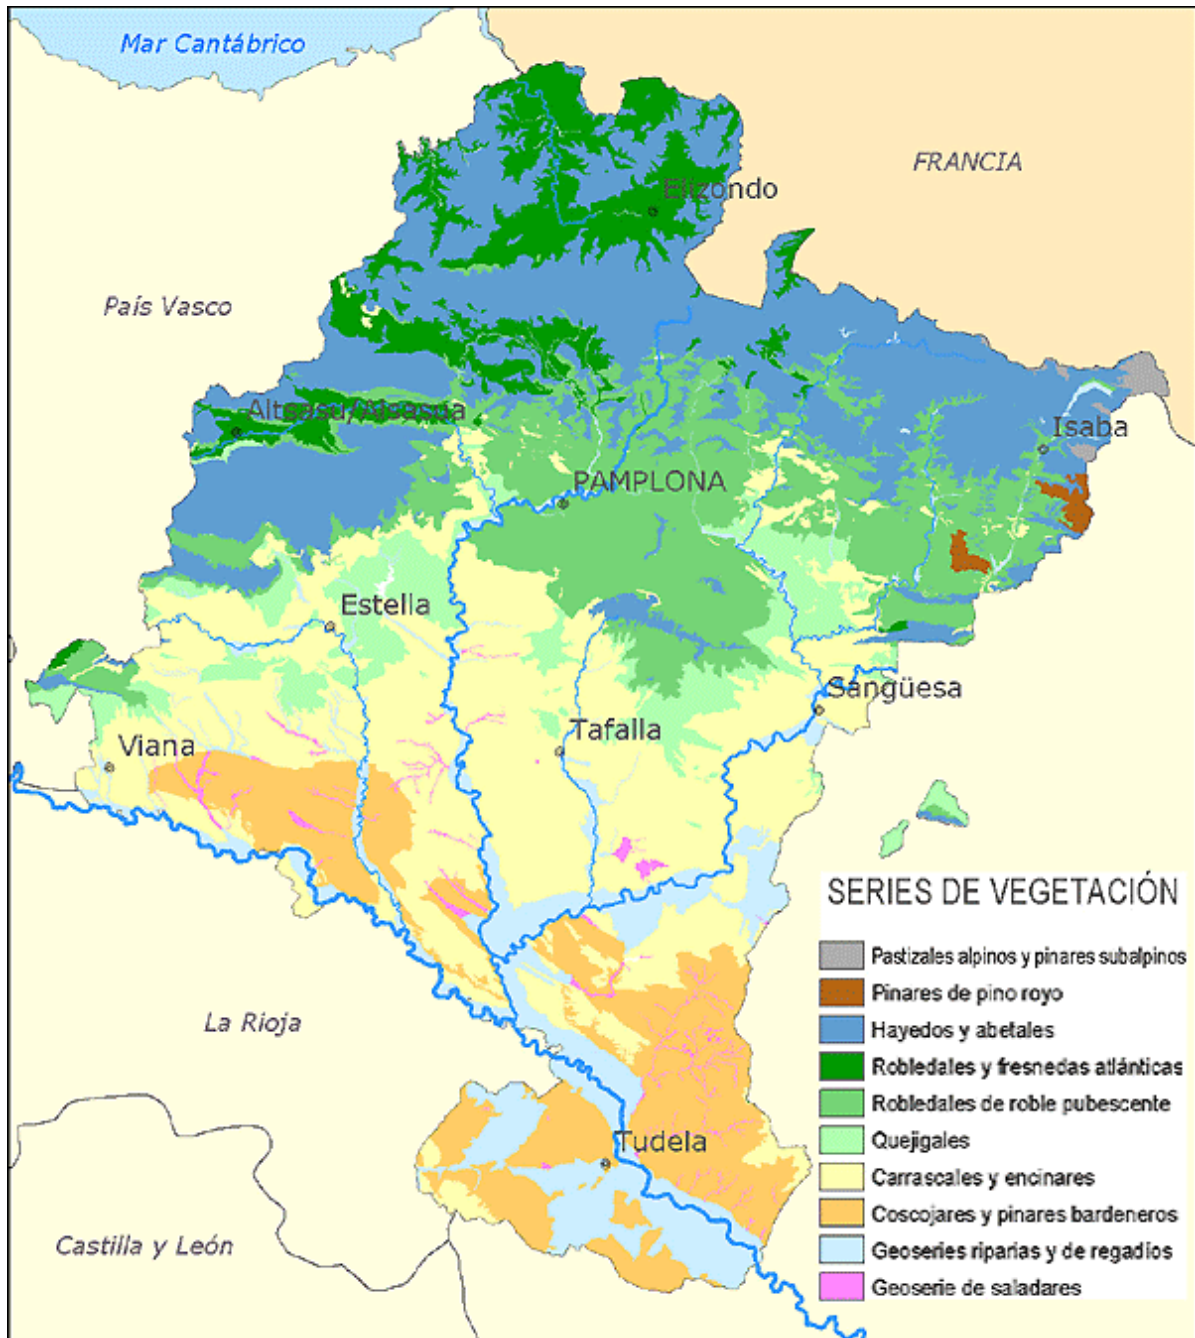 Mar Cantábrico
FRANCIA
Elizondo
País Vasco
Altsasu/Alsasua
Isaba
PAMPLONA
Estella
Sangüesa
Tafalla
Viana
SERIES DE VEGETACIÓN
Pastizales alpinos y pinares subalpinos
Pinares de pino royo
Hayedos y abetales
Robledales y fresnedas atlánticas
Robledales de roble pubescente
Quejigales
Carrascales y encinares
Coscojares y pinares bardeneros
Geoseries riparias y de regadíos
Geoserie de saladares
La Rioja
Tudela
Castilla y León